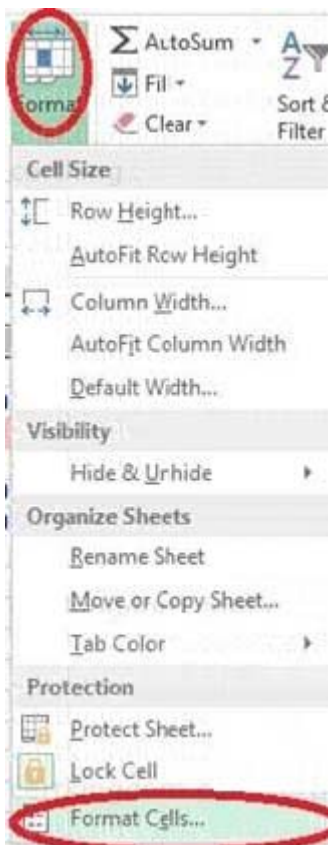 AutoSum
Fill
Clear
Format
Sort &
Filter
Cell Size
Row Height...
AutoFit Row Height
Column Width...
AutoFit Column Width
Default Width...
Visibility
Hide & Unhide
Organize Sheets
Rename Sheet
Move or Copy Sheet...
Tab Color
Protection
Protect Sheet...
Lock Cell
Format Cells...